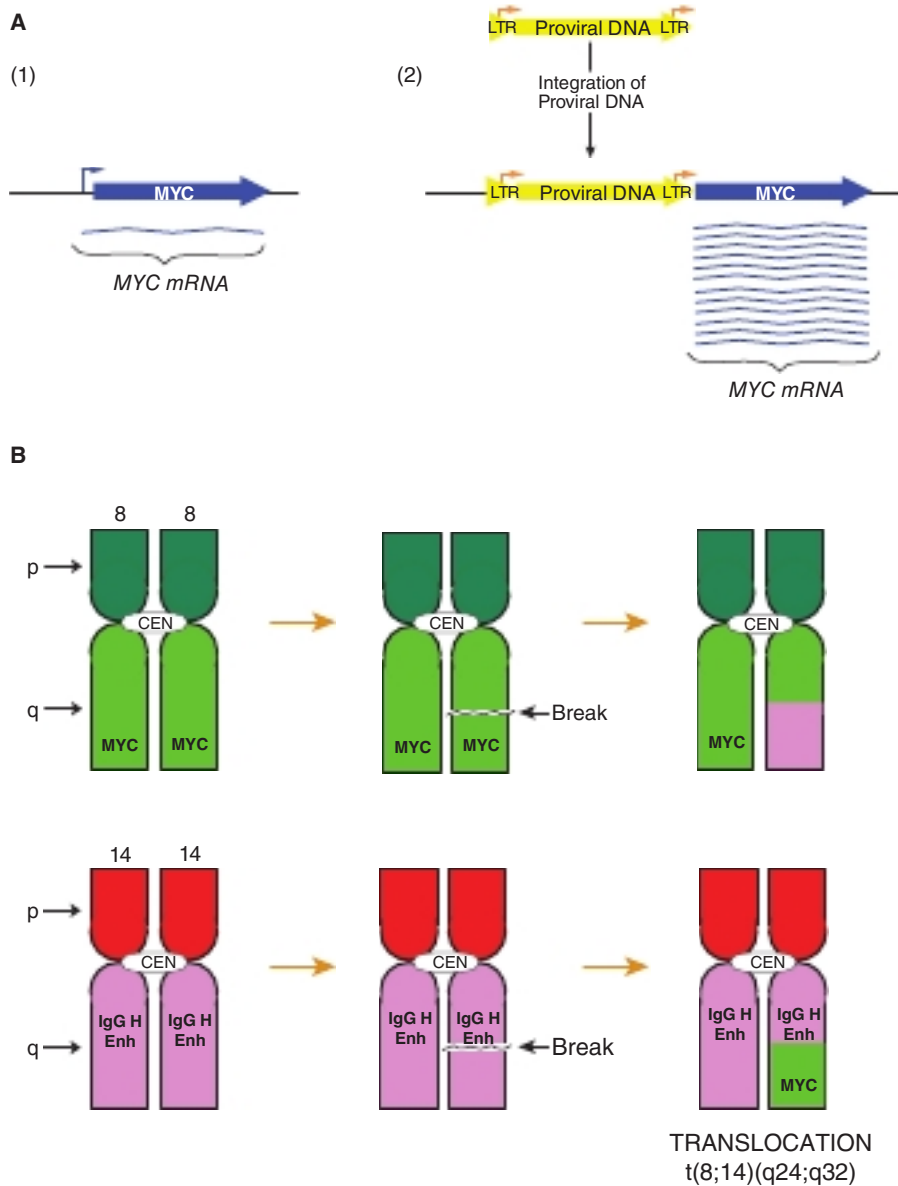 A
(1)
MYC
MYC mRNA
(2)
LTR Proviral DNA LTR
Integration of
Proviral DNA
LTR Proviral DNA LTR
MYC
MYC mRNA
B
8 8
p
CEN
q
MYC MYC
CEN
Break
MYC MYC
CEN
MYC
14 14
p
CEN
IgG H IgG H
Enh Enh
q
CEN
IgG H IgG H
Enh Enh
Break
CEN
IgG H IgG H
Enh Enh
MYC
TRANSLOCATION
t(8;14)(q24;q32)